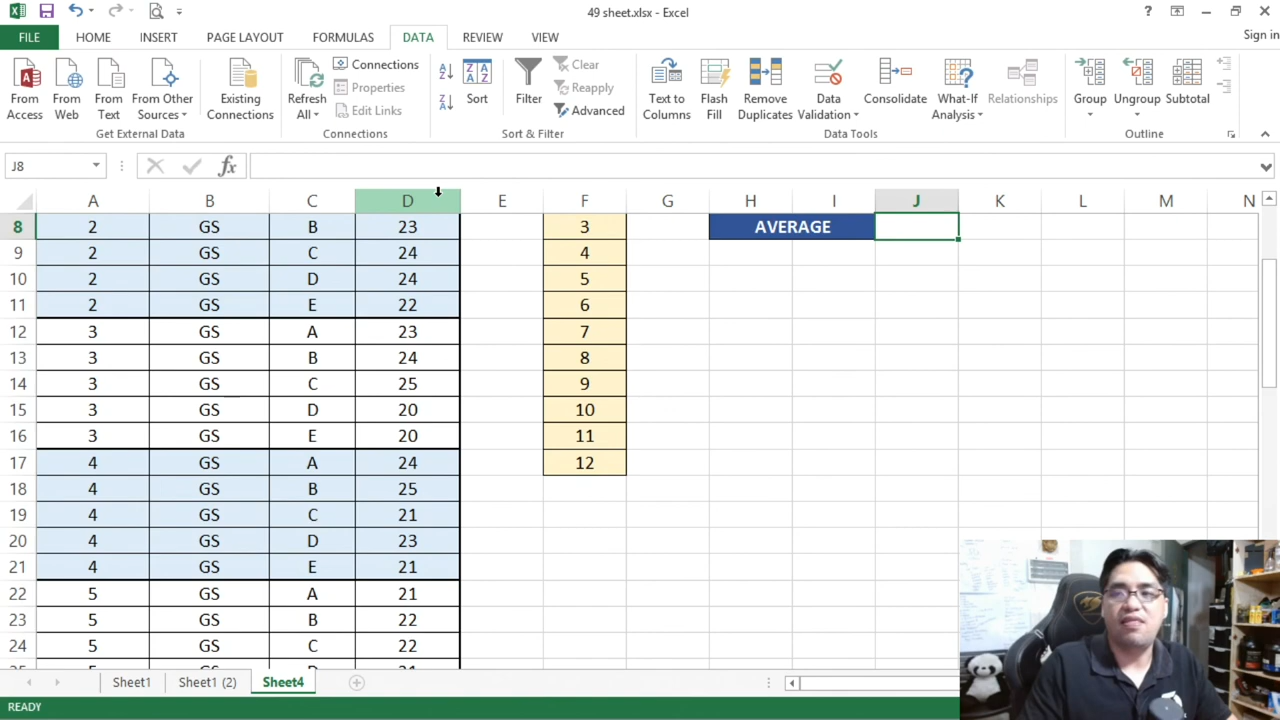 49 sheet.xlsx - Excel
?
Sign in
FILE HOME INSERT PAGE LAYOUT FORMULAS DATA REVIEW VIEW
From Access
From Web
From Text
From Other Sources
Existing Connections
Get External Data
Refresh All
Connections
Properties
Edit Links
Connections
Sort
Filter
Clear
Reapply
Advanced
Sort & Filter
Text to Columns
Flash Fill
Remove Duplicates
Data Validation
Consolidate
What-If Analysis
Relationships
Data Tools
Group
Ungroup
Subtotal
Outline
J8 fx
A B C D E F G H I J K L M N
8 2 GS B 23 3 AVERAGE
9 2 GS C 24 4
10 2 GS D 24 5
11 2 GS E 22 6
12 3 GS A 23 7
13 3 GS B 24 8
14 3 GS C 25 9
15 3 GS D 20 10
16 3 GS E 20 11
17 4 GS A 24 12
18 4 GS B 25
19 4 GS C 21
20 4 GS D 23
21 4 GS E 21
22 5 GS A 21
23 5 GS B 22
24 5 GS C 22
Sheet1 Sheet1 (2) Sheet4
READY